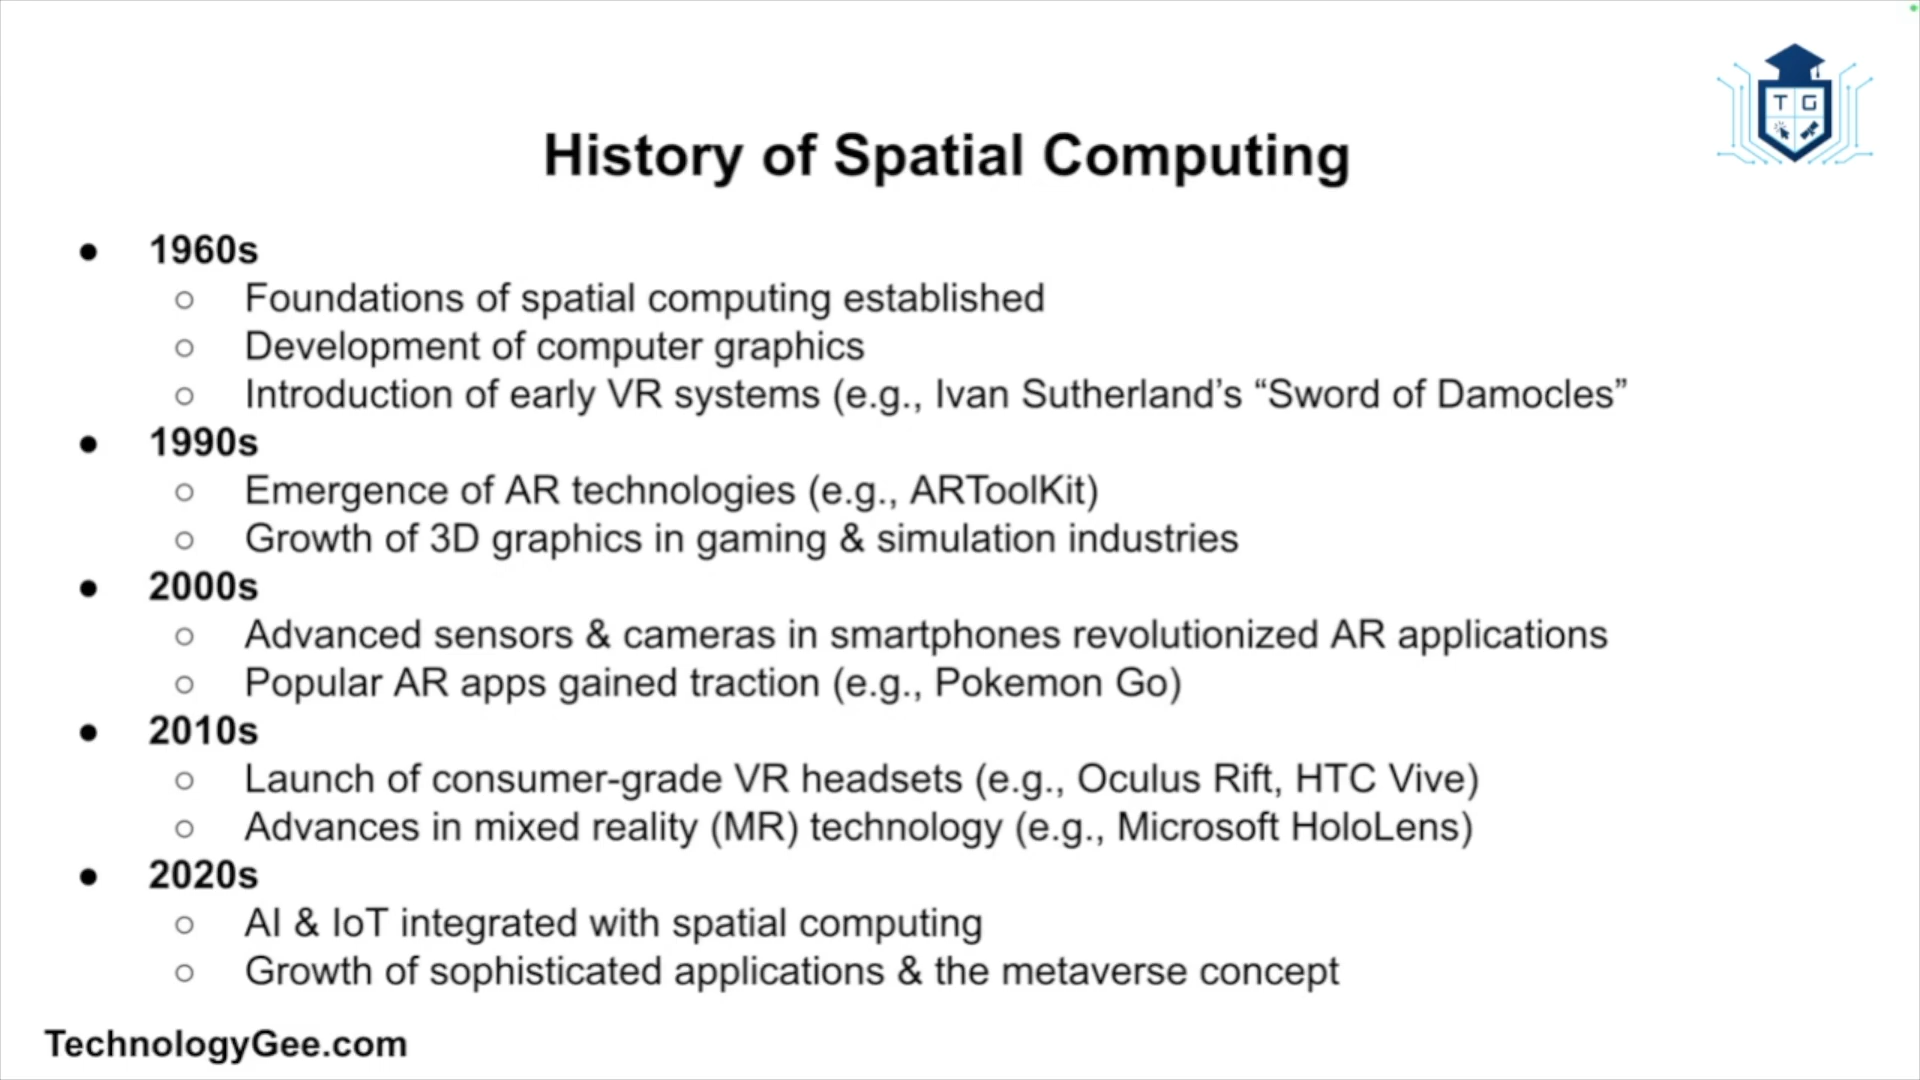 T G
History of Spatial Computing
● 1960s
○ Foundations of spatial computing established
○ Development of computer graphics
○ Introduction of early VR systems (e.g., Ivan Sutherland’s “Sword of Damocles”
● 1990s
○ Emergence of AR technologies (e.g., ARToolKit)
○ Growth of 3D graphics in gaming & simulation industries
● 2000s
○ Advanced sensors & cameras in smartphones revolutionized AR applications
○ Popular AR apps gained traction (e.g., Pokemon Go)
● 2010s
○ Launch of consumer-grade VR headsets (e.g., Oculus Rift, HTC Vive)
○ Advances in mixed reality (MR) technology (e.g., Microsoft HoloLens)
● 2020s
○ AI & IoT integrated with spatial computing
○ Growth of sophisticated applications & the metaverse concept
TechnologyGee.com